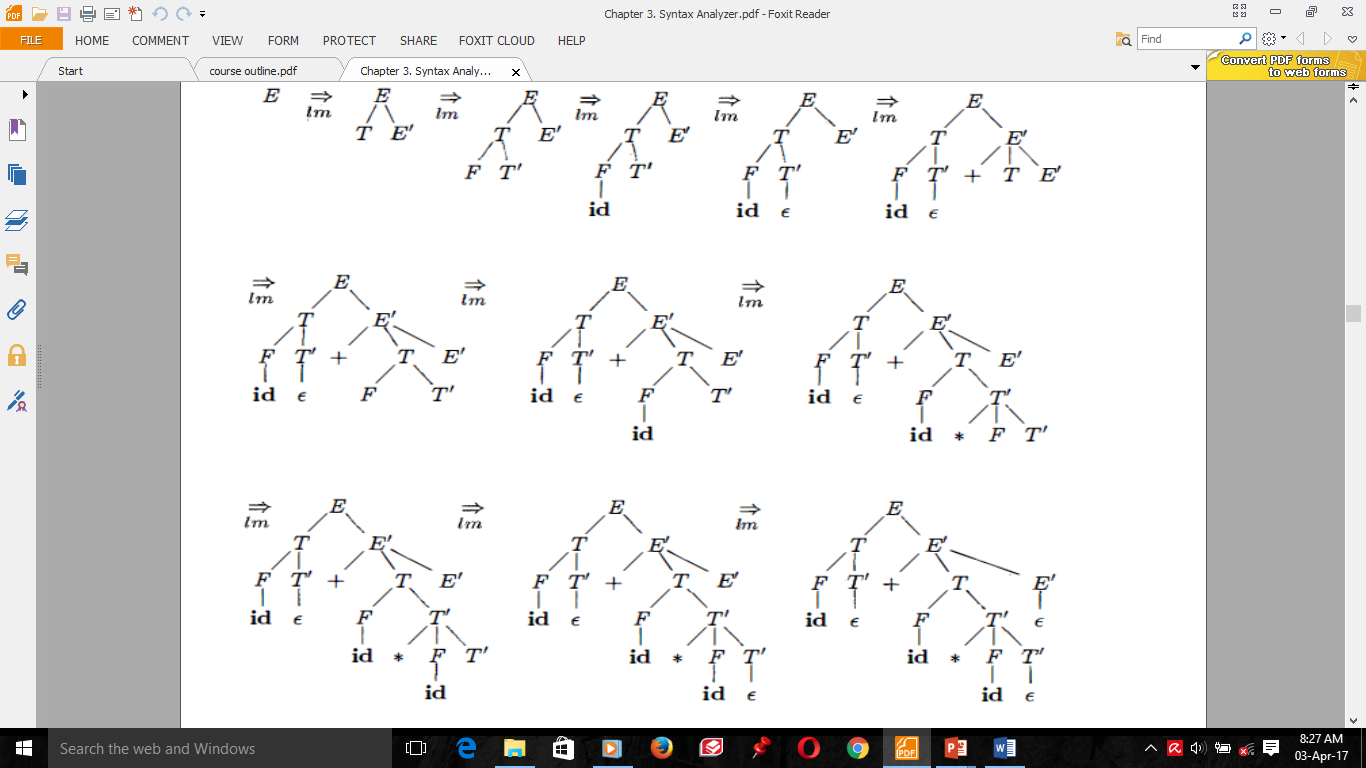 Chapter 3. Syntax Analyzer.pdf - Foxit Reader
FILE HOME COMMENT VIEW FORM PROTECT SHARE FOXIT CLOUD HELP
Find
Start course outline.pdf Chapter 3. Syntax Analy...
Convert PDF forms
to web forms
E ⇒ E ⇒ E ⇒ E ⇒ E ⇒ E
lm lm lm lm lm
T E′ T E′ T E′ T E′ T E′
F T′ F T′ F T′ F T′ + T E′
id id ϵ id ϵ
⇒ E ⇒ E ⇒ E
lm lm lm
T E′ T E′ T E′
F T′ + T E′ F T′ + T E′ F T′ + T E′
id ϵ F T′ id ϵ F T′ id ϵ F T′
id id * F T′
⇒ E ⇒ E ⇒ E
lm lm lm
T E′ T E′ T E′
F T′ + T E′ F T′ + T E′ F T′ + T E′
id ϵ F T′ id ϵ F T′ id ϵ F T′ ϵ
id * F T′ id * F T′ id * F T′
id id ϵ id ϵ
Search the web and Windows
8:27 AM
03-Apr-17